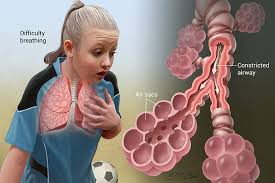 Difficulty
breathing
Constricted
airway
Air sacs